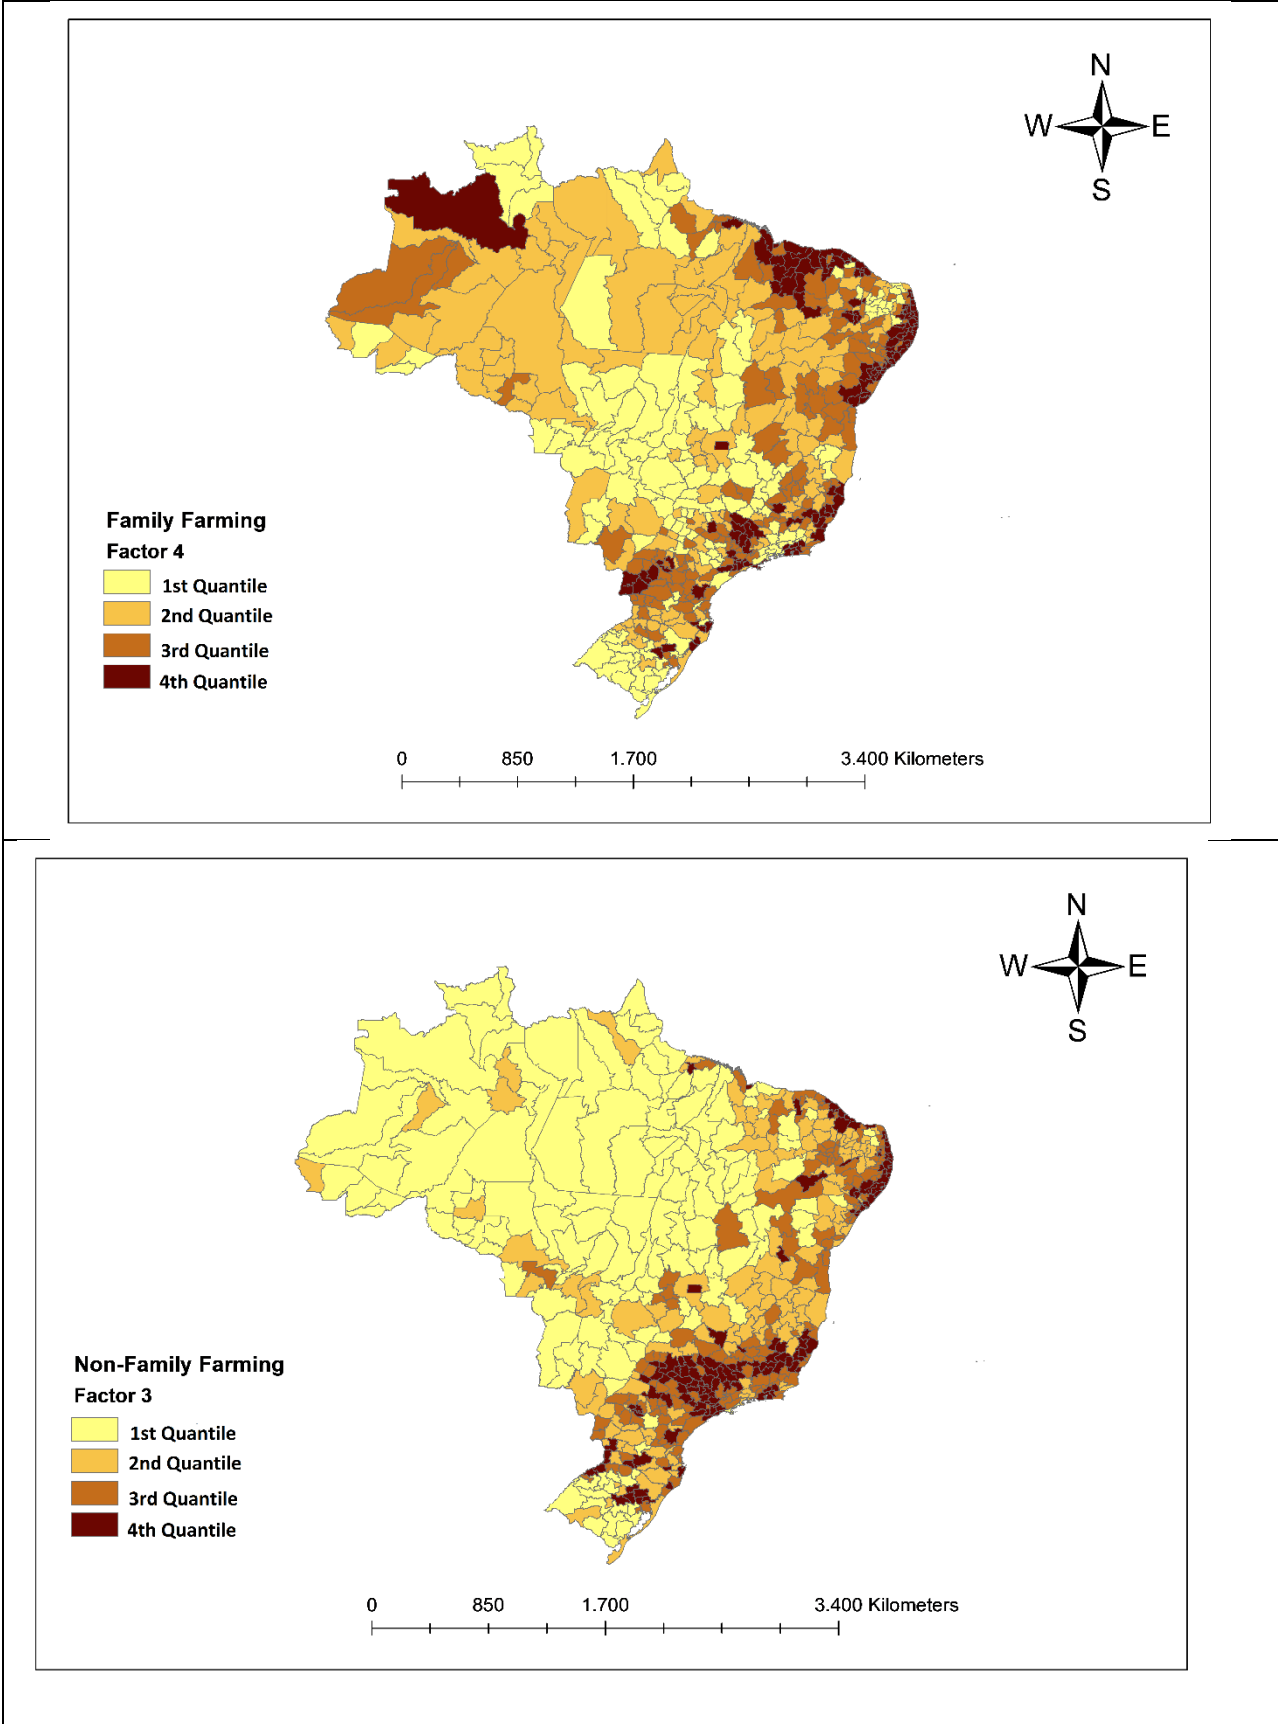 N
W E
S
Family Farming
Factor 4
1st Quantile
2nd Quantile
3rd Quantile
4th Quantile
0 850 1.700 3.400 Kilometers
N
W E
S
Non-Family Farming
Factor 3
1st Quantile
2nd Quantile
3rd Quantile
4th Quantile
0 850 1.700 3.400 Kilometers